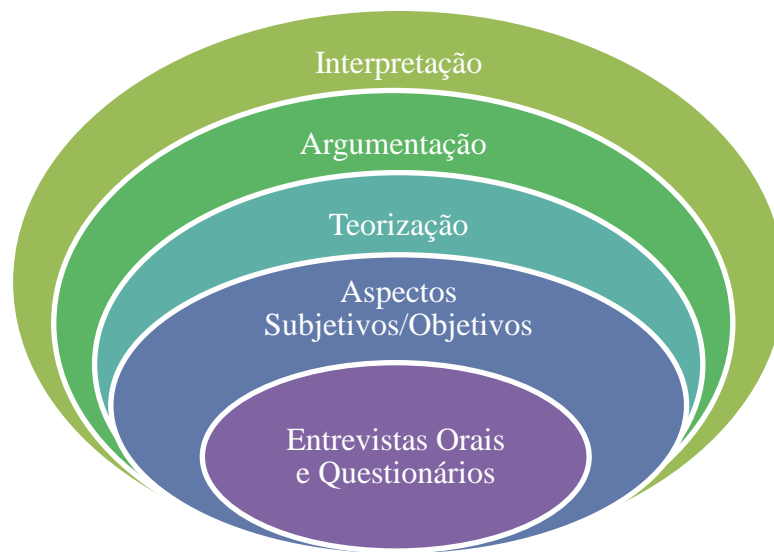 Interpretação
Argumentação
Teorização
Aspectos
Subjetivos/Objetivos
Entrevistas Orais
e Questionários